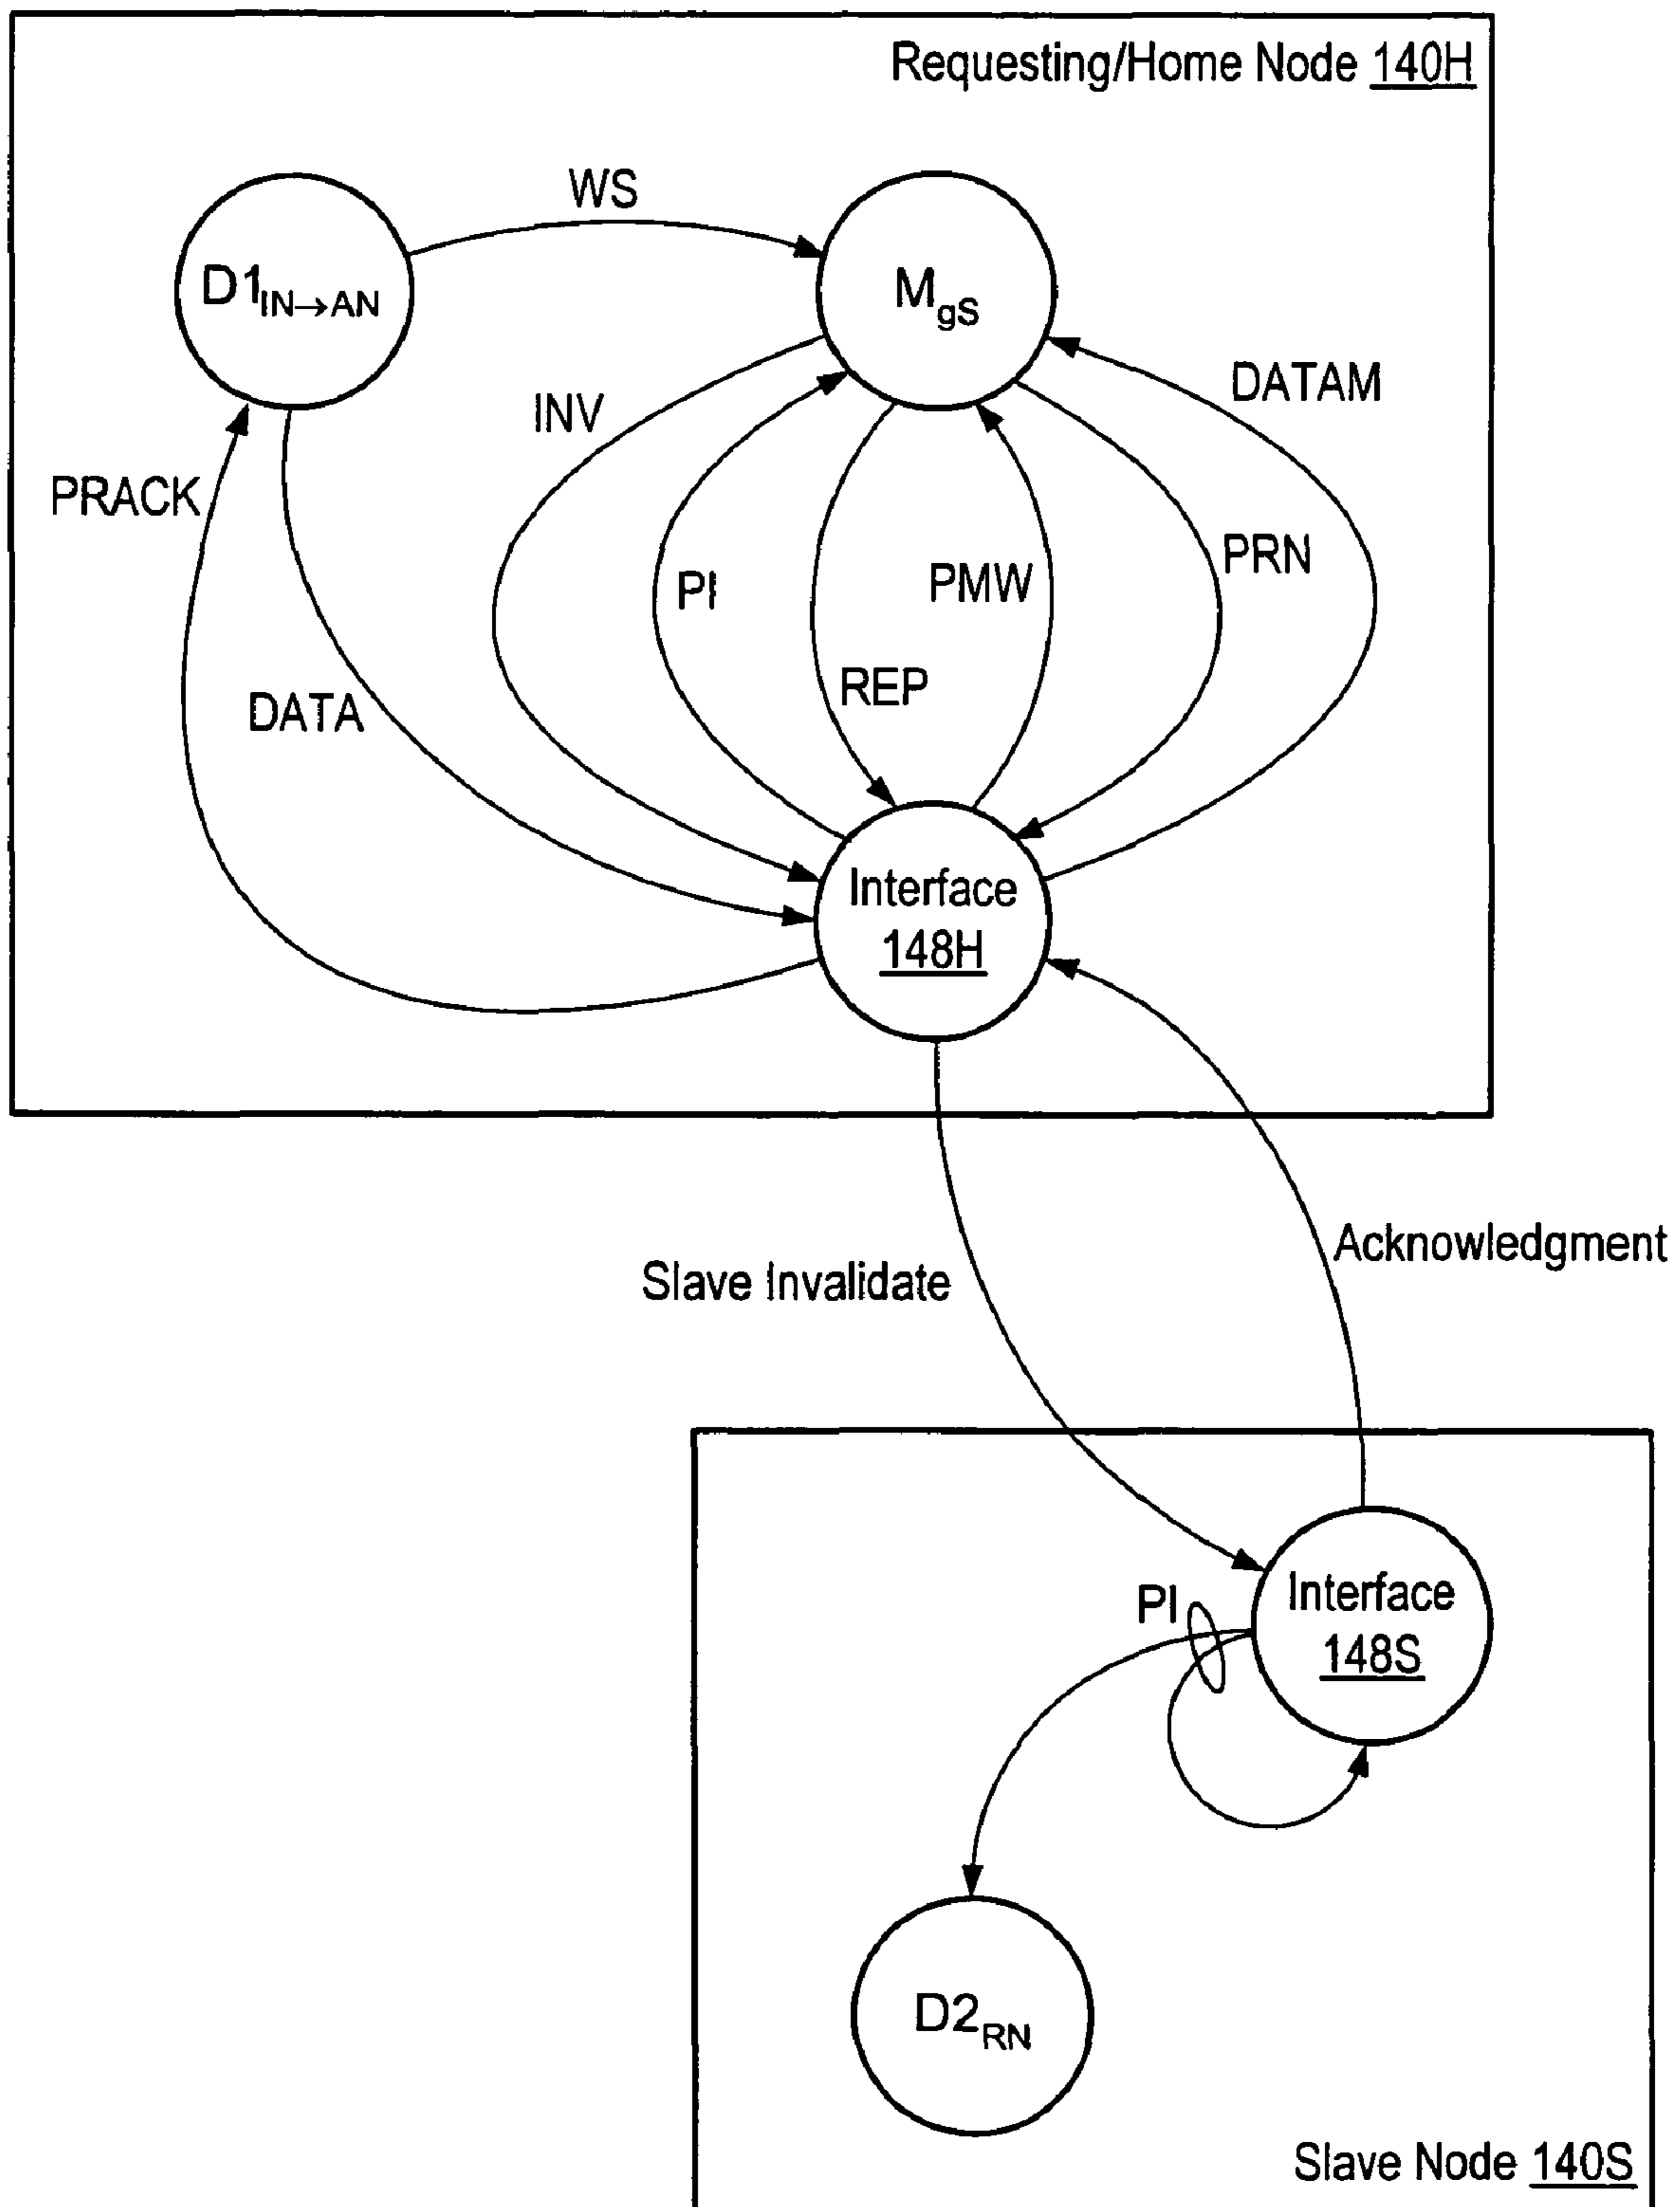 Requesting/Home Node 140H
WS
D1IN→AN
MgS
DATAM
INV
PRACK
PRN
PI
PMW
REP
DATA
Interface
148H
Acknowledgment
Slave Invalidate
PI
Interface
148S
D2RN
Slave Node 140S